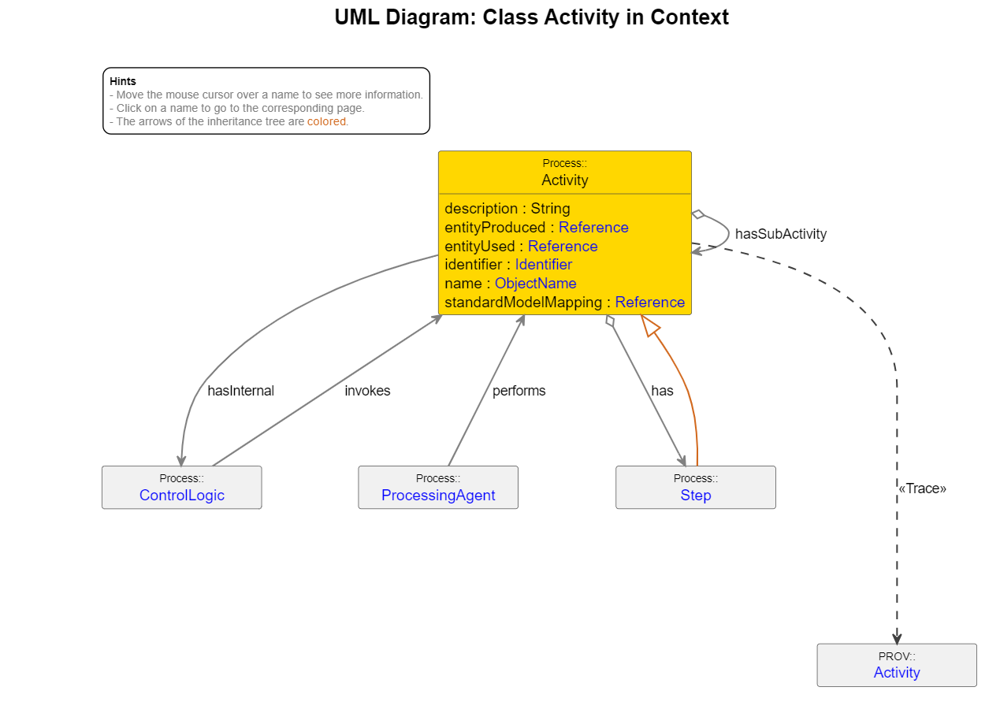 UML Diagram: Class Activity in Context
Hints
- Move the mouse cursor over a name to see more information.
- Click on a name to go to the corresponding page.
- The arrows of the inheritance tree are colored.
Process::
Activity
description : String
entityProduced : Reference
entityUsed : Reference
identifier : Identifier
name : ObjectName
standardModelMapping : Reference
hasSubActivity
hasInternal
invokes
performs
has
Process::
ControlLogic
Process::
ProcessingAgent
Process::
Step
«Trace»
PROV::
Activity